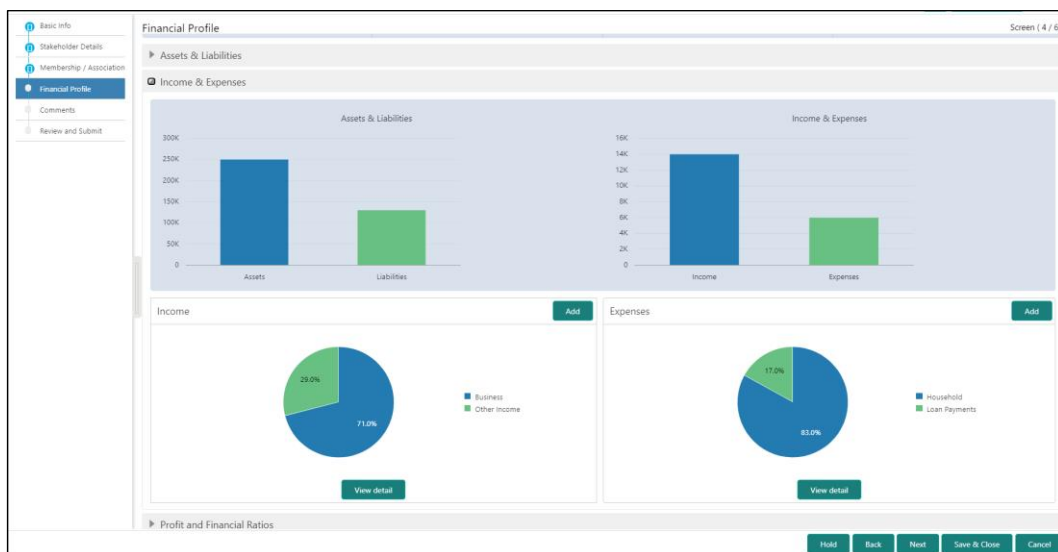 Basic Info
Stakeholder Details
Membership / Association
Financial Profile
Comments
Review and Submit
Financial Profile
Screen ( 4 / 6
Assets & Liabilities
Income & Expenses
Assets & Liabilities
300K
250K
200K
150K
100K
50K
0
Assets
Liabilities
Income & Expenses
16K
14K
12K
10K
8K
6K
4K
2K
0
Income
Expenses
Income
Add
29.0%
71.0%
Business
Other Income
View detail
Expenses
Add
17.0%
83.0%
Household
Loan Payments
View detail
Profit and Financial Ratios
Hold
Back
Next
Save & Close
Cancel